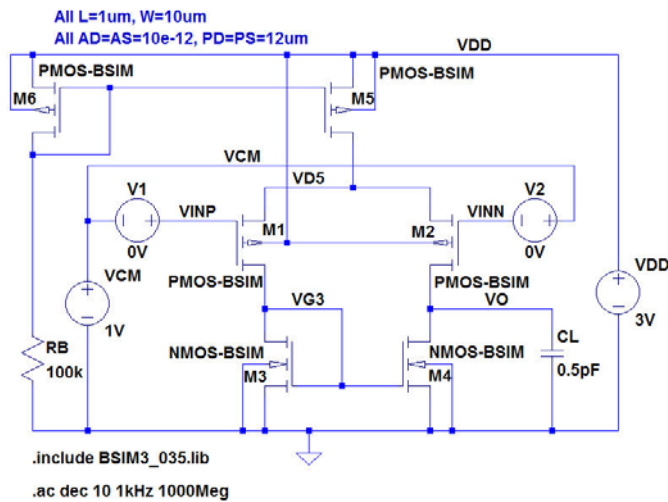 All L=1um, W=10um
All AD=AS=10e-12, PD=PS=12um
VDD
PMOS-BSIM
PMOS-BSIM
M6
M5
VCM
V1
VD5
V2
VINP
VINN
M1
M2
0V
0V
VCM
PMOS-BSIM
PMOS-BSIM
VDD
VG3
VO
1V
3V
RB
NMOS-BSIM
NMOS-BSIM
CL
100k
M3
M4
0.5pF
.include BSIM3_035.lib
.ac dec 10 1kHz 1000Meg